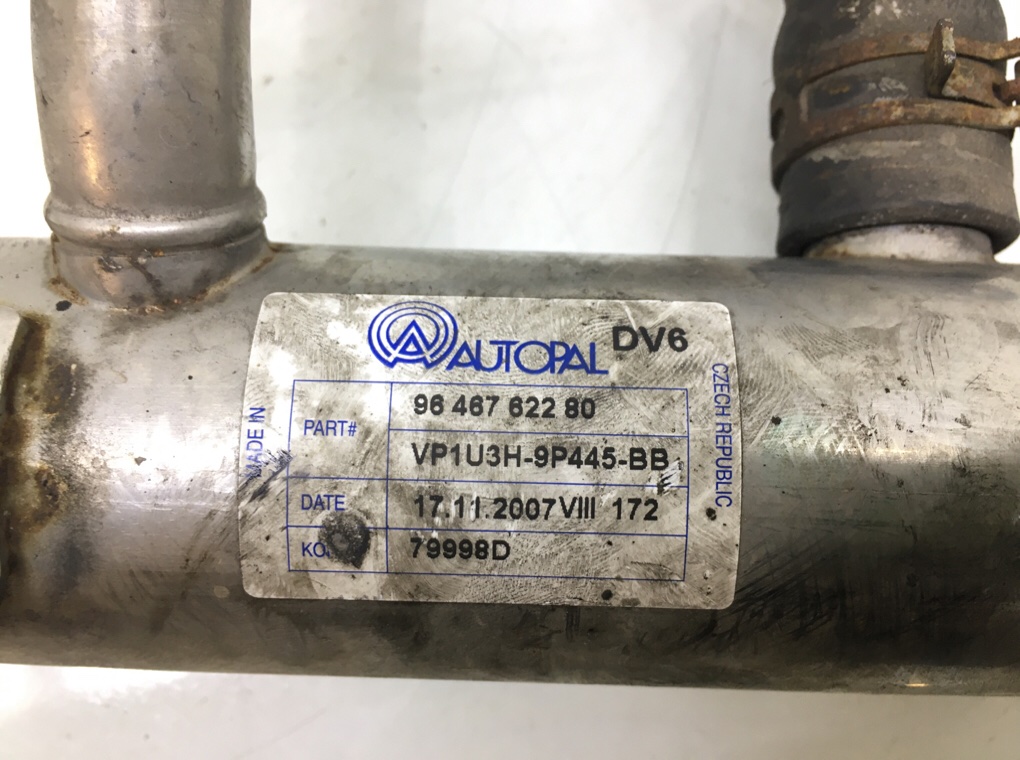 AUTOPAL DV6
MADE IN
CZECH REPUBLIC
PART# 96 467 622 80
VP1U3H-9P445-BB
DATE 17.11.2007 VIII 172
79998D